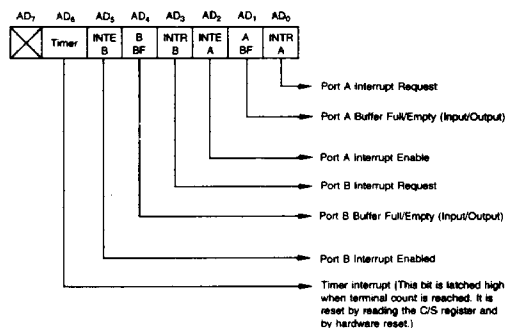 AD₇ AD₆ AD₅ AD₄ AD₃ AD₂ AD₁ AD₀
Timer INTE B B BF INTR B INTE A A BF INTR A
Port A Interrupt Request
Port A Buffer Full/Empty (Input/Output)
Port A Interrupt Enable
Port B Interrupt Request
Port B Buffer Full/Empty (Input/Output)
Port B Interrupt Enabled
Timer interrupt (This bit is latched high
when terminal count is reached. It is
reset by reading the C/S register and
by hardware reset.)